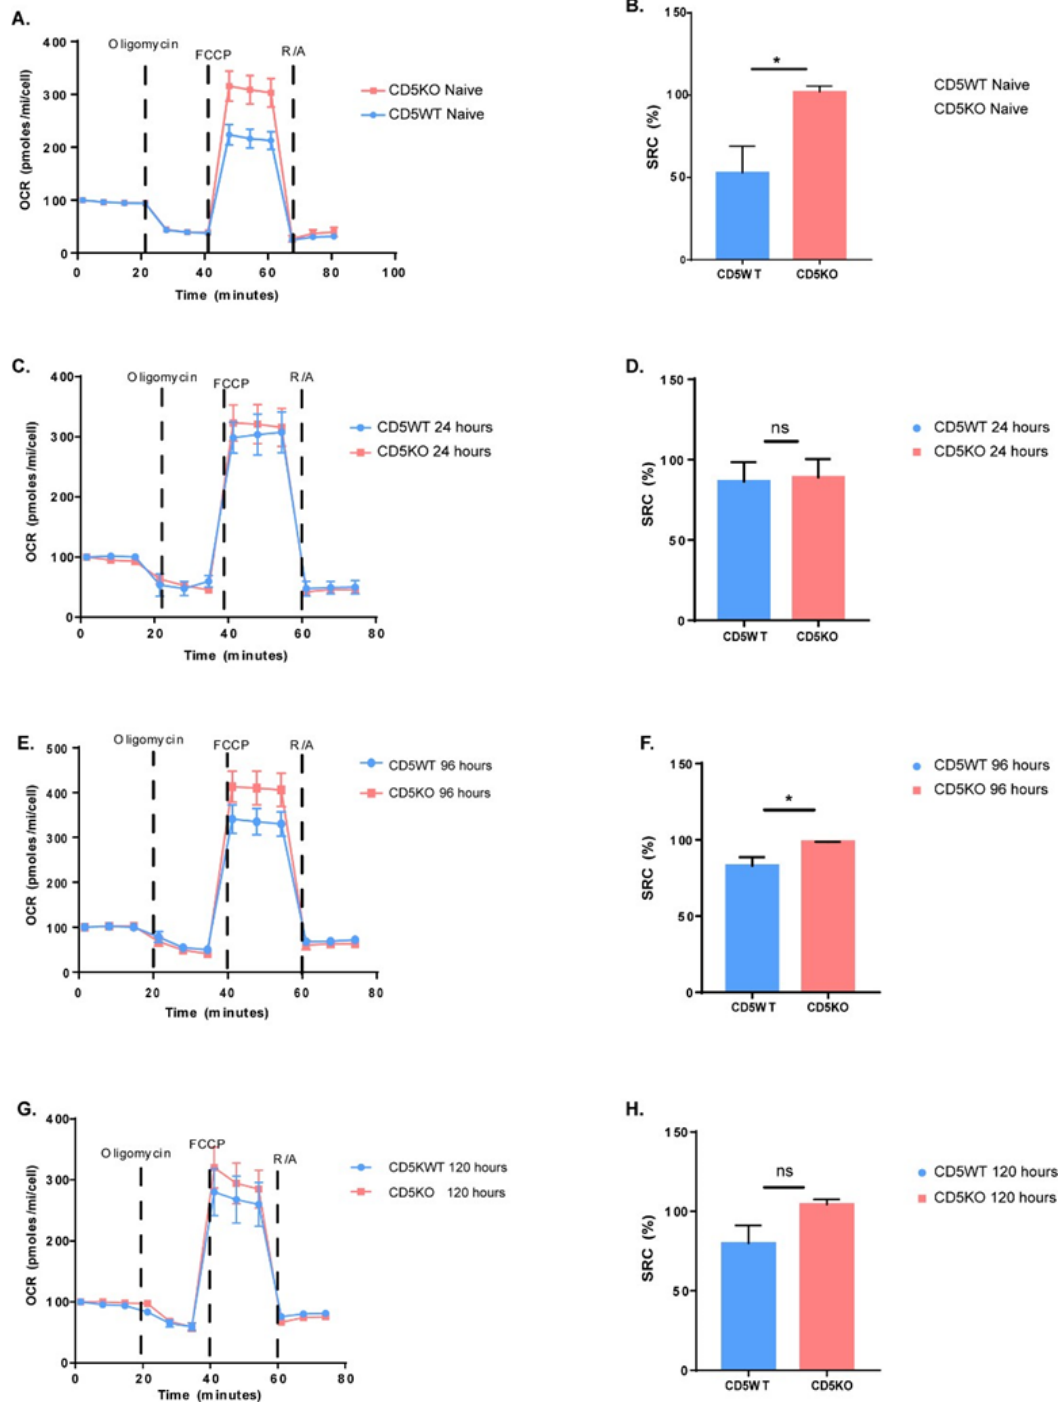 A.
Oligomycin
FCCP
R/A
400
300
200
100
0
0 20 40 60 80 100
OCR (pmoles/mi/cell)
Time (minutes)
CD5KO Naive
CD5WT Naive
B.
150
100
50
0
SRC (%)
*
CD5WT CD5KO
CD5WT Naive
CD5KO Naive
C.
Oligomycin
FCCP
R/A
400
300
200
100
0
0 20 40 60 80
OCR (pmoles/mi/cell)
Time (minutes)
CD5WT 24 hours
CD5KO 24 hours
D.
150
100
50
0
SRC (%)
ns
CD5WT CD5KO
CD5WT 24 hours
CD5KO 24 hours
E.
Oligomycin
FCCP
R/A
500
400
300
200
100
0
0 20 40 60 80
OCR (pmoles/mi/cell)
Time (minutes)
CD5WT 96 hours
CD5KO 96 hours
F.
150
100
50
0
SRC (%)
*
CD5WT CD5KO
CD5WT 96 hours
CD5KO 96 hours
G.
Oligomycin
FCCP
R/A
400
300
200
100
0
0 20 40 60 80
OCR (pmoles/mi/cell)
Time (minutes)
CD5KWT 120 hours
CD5KO 120 hours
H.
150
100
50
0
SRC (%)
ns
CD5WT CD5KO
CD5WT 120 hours
CD5KO 120 hours